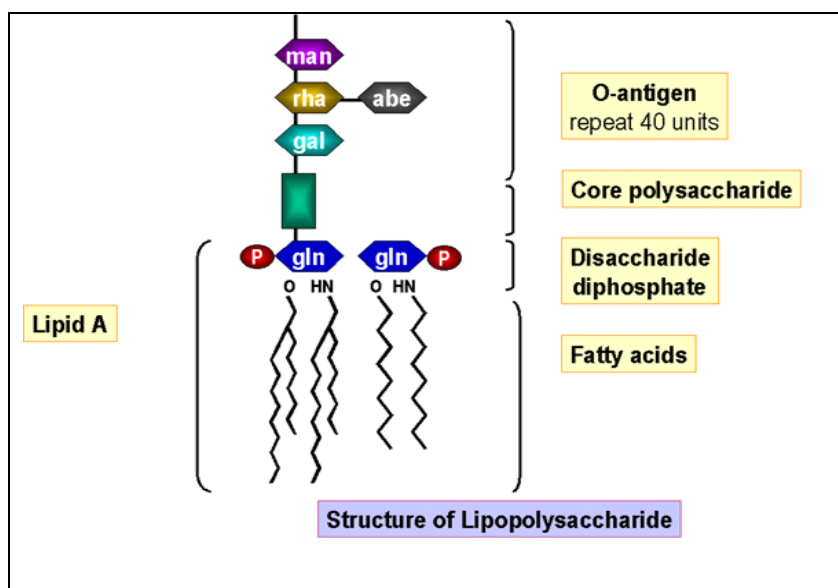 man
rha abe
gal
O-antigen
repeat 40 units
Core polysaccharide
P gln gln P
O HN O HN
Disaccharide
diphosphate
Lipid A
Fatty acids
Structure of Lipopolysaccharide